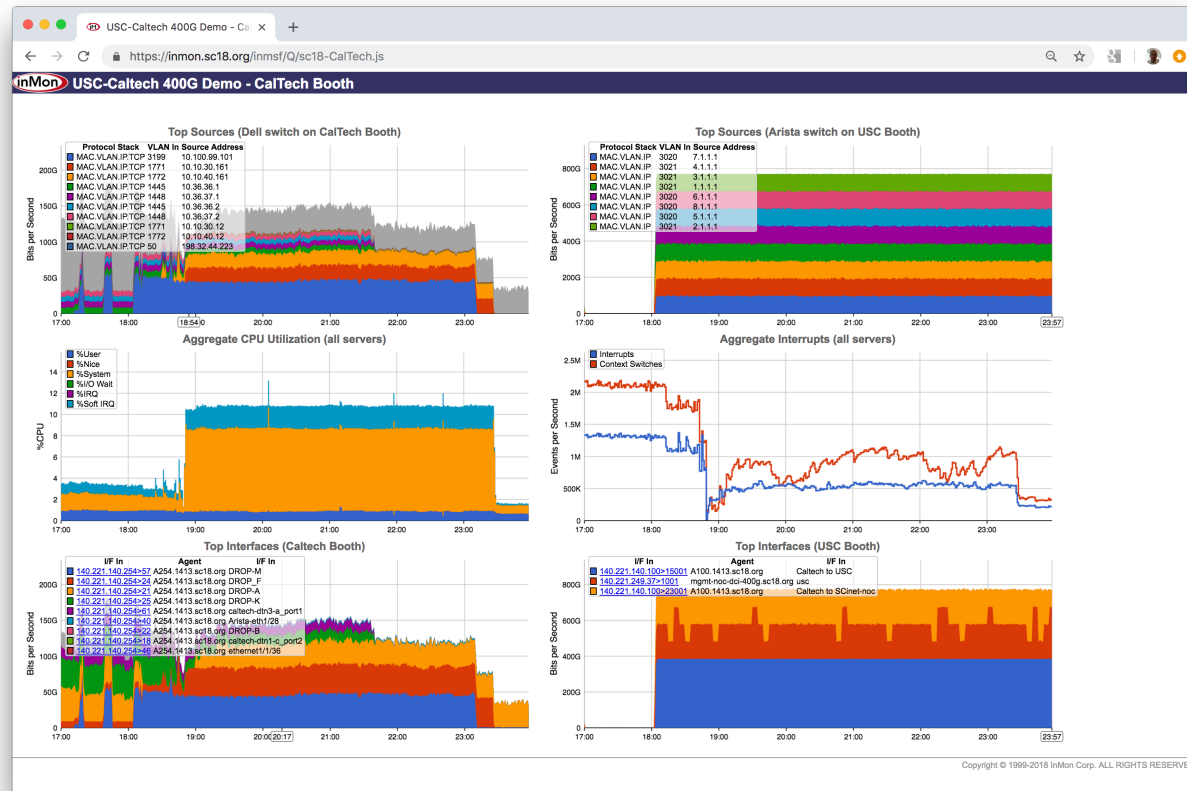 USC-Caltech 400G Demo - Ca
https://inmon.sc18.org/inmsf/Q/sc18-CalTech.js
inMon USC-Caltech 400G Demo - CalTech Booth
Top Sources (Dell switch on CalTech Booth)
Protocol Stack VLAN In Source Address
MAC.VLAN.IP.TCP 3199 10.100.99.101
MAC.VLAN.IP.TCP 1771 10.10.30.161
MAC.VLAN.IP.TCP 1772 10.10.40.161
MAC.VLAN.IP.TCP 1445 10.36.36.1
MAC.VLAN.IP.TCP 1448 10.36.37.1
MAC.VLAN.IP.TCP 1445 10.36.36.2
MAC.VLAN.IP.TCP 1448 10.36.37.2
MAC.VLAN.IP.TCP 1771 10.10.30.12
MAC.VLAN.IP.TCP 1772 10.10.40.12
MAC.VLAN.IP.TCP 50 198.32.44.223
Bits per Second
200G
150G
100G
50G
0
17:00 18:00 18:54 20:00 21:00 22:00 23:00
Top Sources (Arista switch on USC Booth)
Protocol Stack VLAN In Source Address
MAC.VLAN.IP 3020 7.1.1.1
MAC.VLAN.IP 3021 4.1.1.1
MAC.VLAN.IP 3021 3.1.1.1
MAC.VLAN.IP 3021 1.1.1.1
MAC.VLAN.IP 3020 6.1.1.1
MAC.VLAN.IP 3020 8.1.1.1
MAC.VLAN.IP 3020 5.1.1.1
MAC.VLAN.IP 3021 2.1.1.1
Bits per Second
800G
600G
400G
200G
0
17:00 18:00 19:00 20:00 21:00 22:00 23:00 23:57
Aggregate CPU Utilization (all servers)
%User
%Nice
%System
%I/O Wait
%IRQ
%Soft IRQ
%CPU
14
12
10
8
6
4
2
0
17:00 18:00 19:00 20:00 21:00 22:00 23:00
Aggregate Interrupts (all servers)
Interrupts
Context Switches
Events per Second
2.5M
2M
1.5M
1M
500K
0
17:00 18:00 19:00 20:00 21:00 22:00 23:00
Top Interfaces (Caltech Booth)
I/F In Agent I/F In
140.221.140.254>57 A254.1413.sc18.org DROP-M
140.221.140.254>24 A254.1413.sc18.org DROP_F
140.221.140.254>21 A254.1413.sc18.org DROP-A
140.221.140.254>25 A254.1413.sc18.org DROP-K
140.221.140.254>61 A254.1413.sc18.org caltech-dtn3-a_port1
140.221.140.254>40 A254.1413.sc18.org Arista-eth1/28
140.221.140.254>22 A254.1413.sc18.org DROP-B
140.221.140.254>18 A254.1413.sc18.org caltech-dtn1-c_port2
140.221.140.254>46 A254.1413.sc18.org ethernet1/1/36
Bits per Second
200G
150G
100G
50G
0
17:00 18:00 19:00 20:17 21:00 22:00 23:00
Top Interfaces (USC Booth)
I/F In Agent I/F In
140.221.140.100>15001 A100.1413.sc18.org Caltech to USC
140.221.249.37>1001 mgmt-noc-dci-400g.sc18.org usc
140.221.140.100>23001 A100.1413.sc18.org Caltech to SCinet-noc
Bits per Second
800G
600G
400G
200G
0
17:00 18:00 19:00 20:00 21:00 22:00 23:00 23:57
Copyright © 1999-2018 InMon Corp. ALL RIGHTS RESERVE